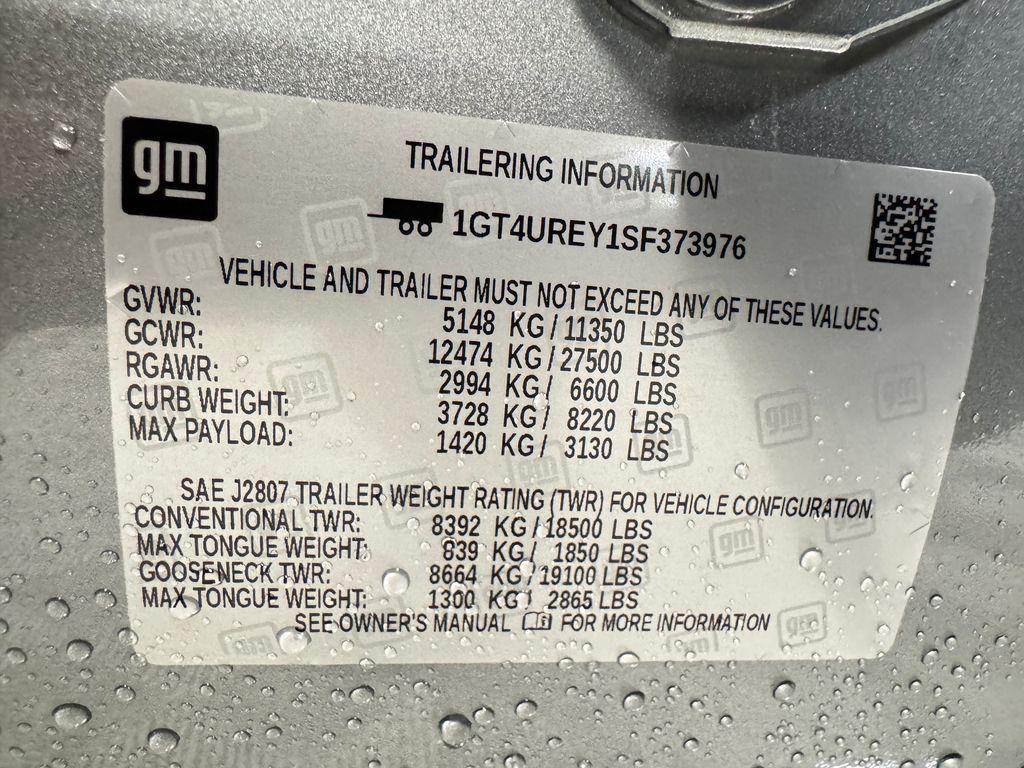 gm
TRAILERING INFORMATION
1GT4UREY1SF373976
VEHICLE AND TRAILER MUST NOT EXCEED ANY OF THESE VALUES.
GVWR: 5148 KG / 11350 LBS
GCWR: 12474 KG / 27500 LBS
RGAWR: 2994 KG / 6600 LBS
CURB WEIGHT: 3728 KG / 8220 LBS
MAX PAYLOAD: 1420 KG / 3130 LBS
SAE J2807 TRAILER WEIGHT RATING (TWR) FOR VEHICLE CONFIGURATION.
CONVENTIONAL TWR: 8392 KG / 18500 LBS
MAX TONGUE WEIGHT: 839 KG / 1850 LBS
GOOSENECK TWR: 8664 KG / 19100 LBS
MAX TONGUE WEIGHT: 1300 KG / 2865 LBS
SEE OWNER'S MANUAL FOR MORE INFORMATION